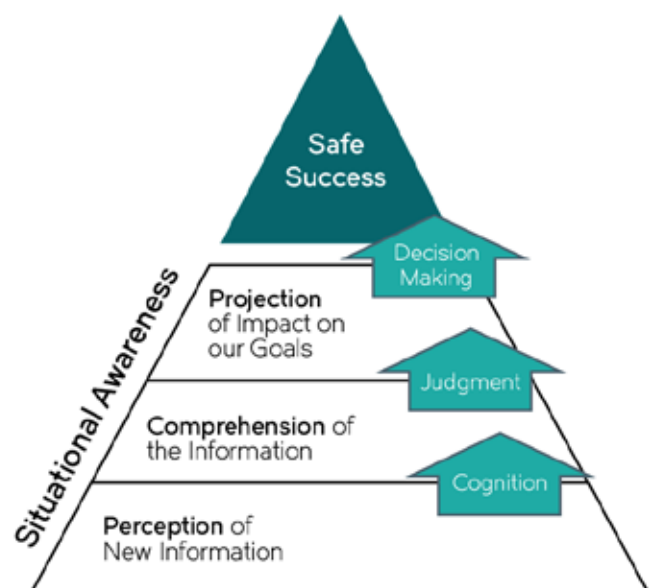 Safe
Success
Decision
Making
Situational Awareness
Projection
of Impact on
our Goals
Judgment
Comprehension of
the Information
Cognition
Perception of
New Information